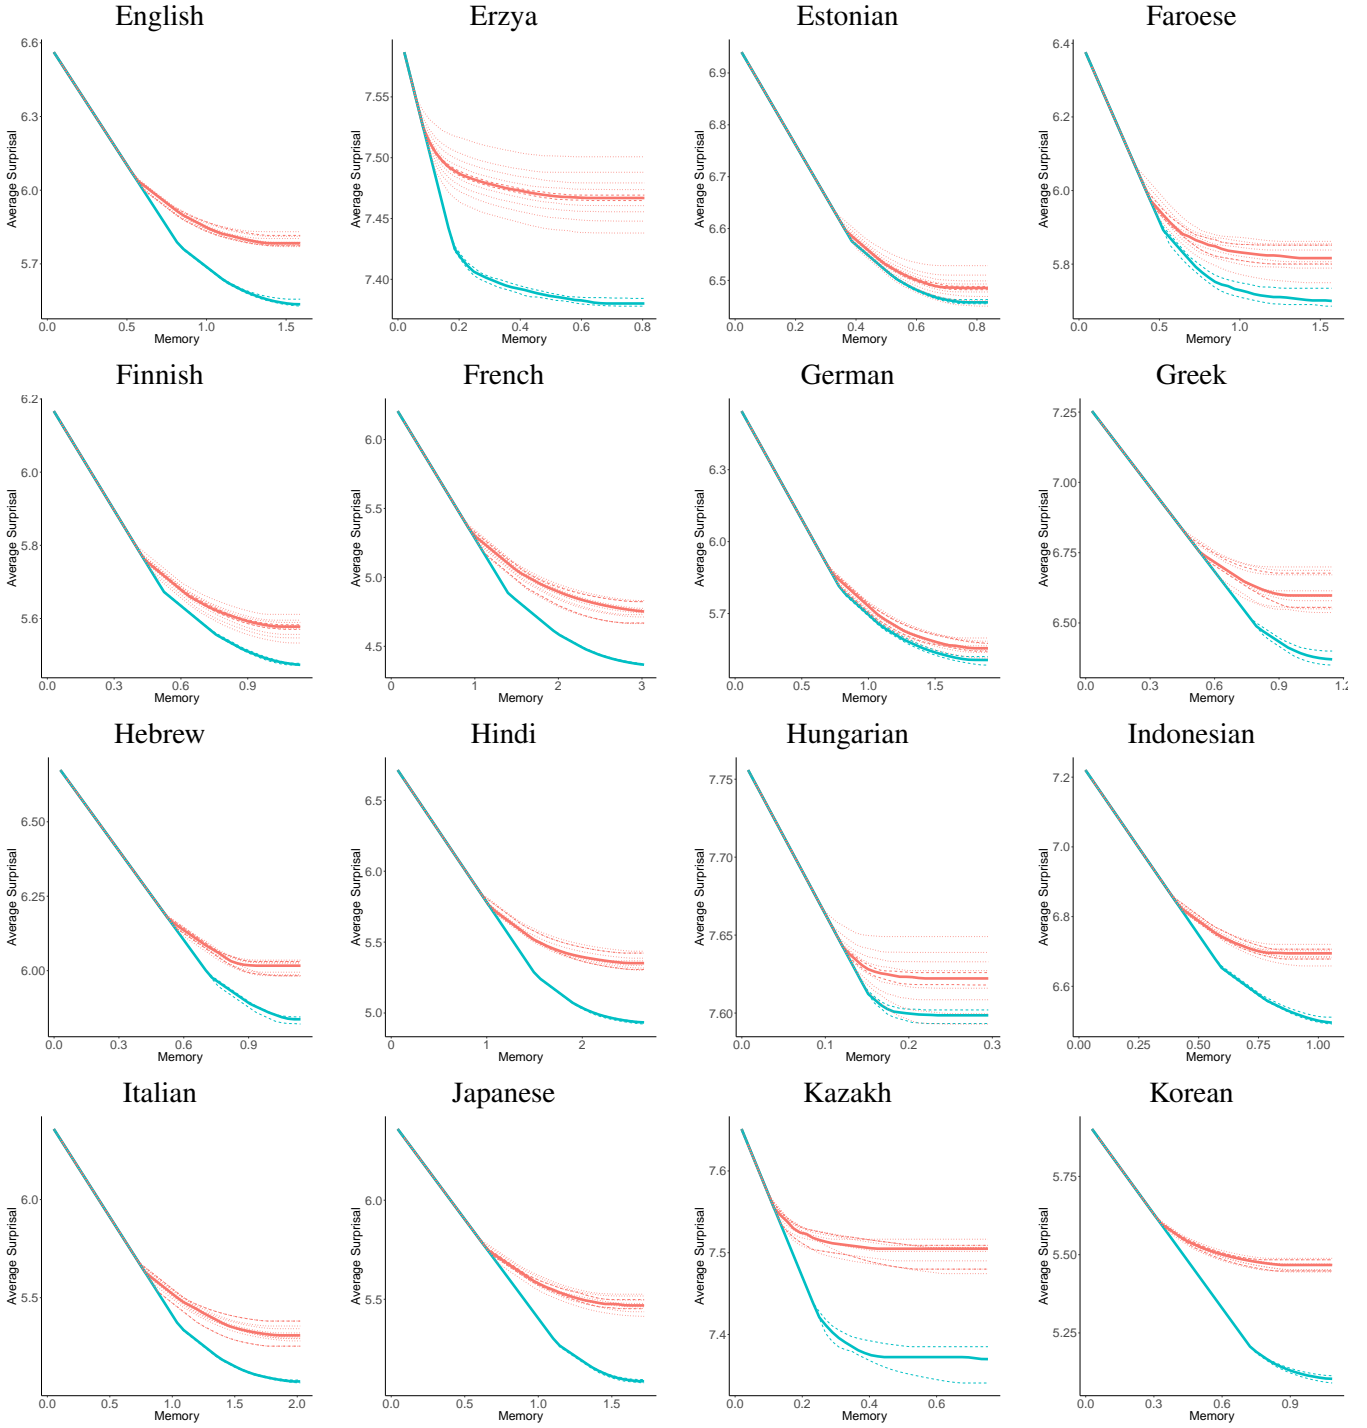 English
Erzya
Estonian
Faroese
6.6
6.3
6.0
5.7
Average Surprisal
0.0 0.5 1.0 1.5
Memory
7.55
7.50
7.45
7.40
Average Surprisal
0.0 0.2 0.4 0.6 0.8
Memory
6.9
6.8
6.7
6.6
6.5
Average Surprisal
0.0 0.2 0.4 0.6 0.8
Memory
6.4
6.2
6.0
5.8
Average Surprisal
0.0 0.5 1.0 1.5
Memory
Finnish
French
German
Greek
6.2
6.0
5.8
5.6
Average Surprisal
0.0 0.3 0.6 0.9
Memory
6.0
5.5
5.0
4.5
Average Surprisal
0 1 2 3
Memory
6.3
6.0
5.7
Average Surprisal
0.0 0.5 1.0 1.5
Memory
7.25
7.00
6.75
6.50
Average Surprisal
0.0 0.3 0.6 0.9 1.2
Memory
Hebrew
Hindi
Hungarian
Indonesian
6.50
6.25
6.00
Average Surprisal
0.0 0.3 0.6 0.9
Memory
6.5
6.0
5.5
5.0
Average Surprisal
0 1 2
Memory
7.75
7.70
7.65
7.60
Average Surprisal
0.0 0.1 0.2 0.3
Memory
7.2
7.0
6.8
6.6
Average Surprisal
0.00 0.25 0.50 0.75 1.00
Memory
Italian
Japanese
Kazakh
Korean
6.0
5.5
Average Surprisal
0.0 0.5 1.0 1.5 2.0
Memory
6.0
5.5
Average Surprisal
0.0 0.5 1.0 1.5
Memory
7.6
7.5
7.4
Average Surprisal
0.0 0.2 0.4 0.6
Memory
5.75
5.50
5.25
Average Surprisal
0.0 0.3 0.6 0.9
Memory